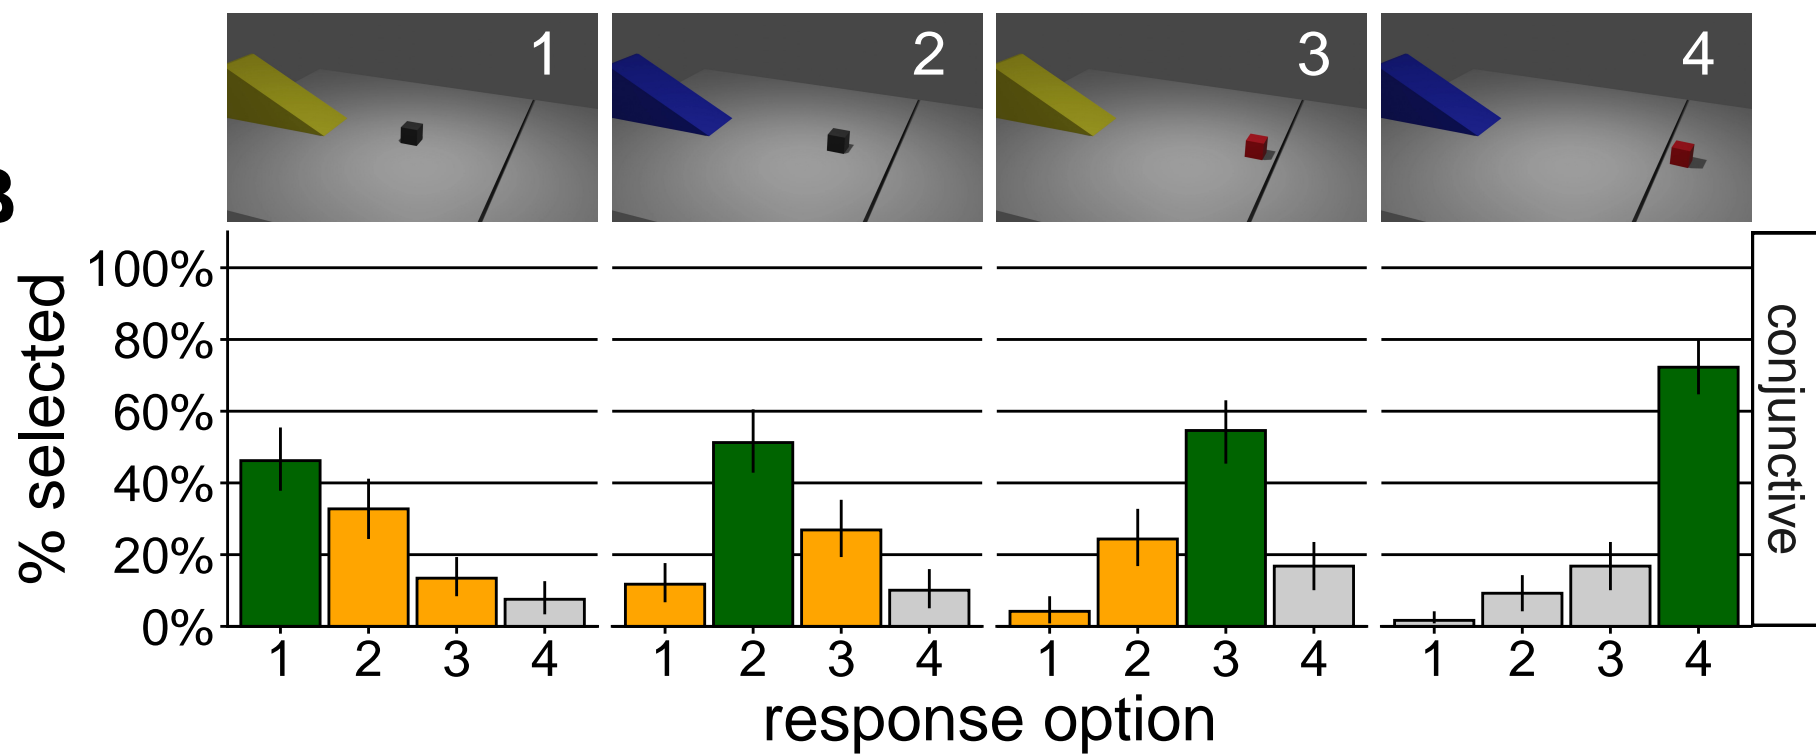 1 2 3 4
B
100%
80%
60%
40%
20%
0%
% selected
conjunctive
1 2 3 4 1 2 3 4 1 2 3 4 1 2 3 4
response option